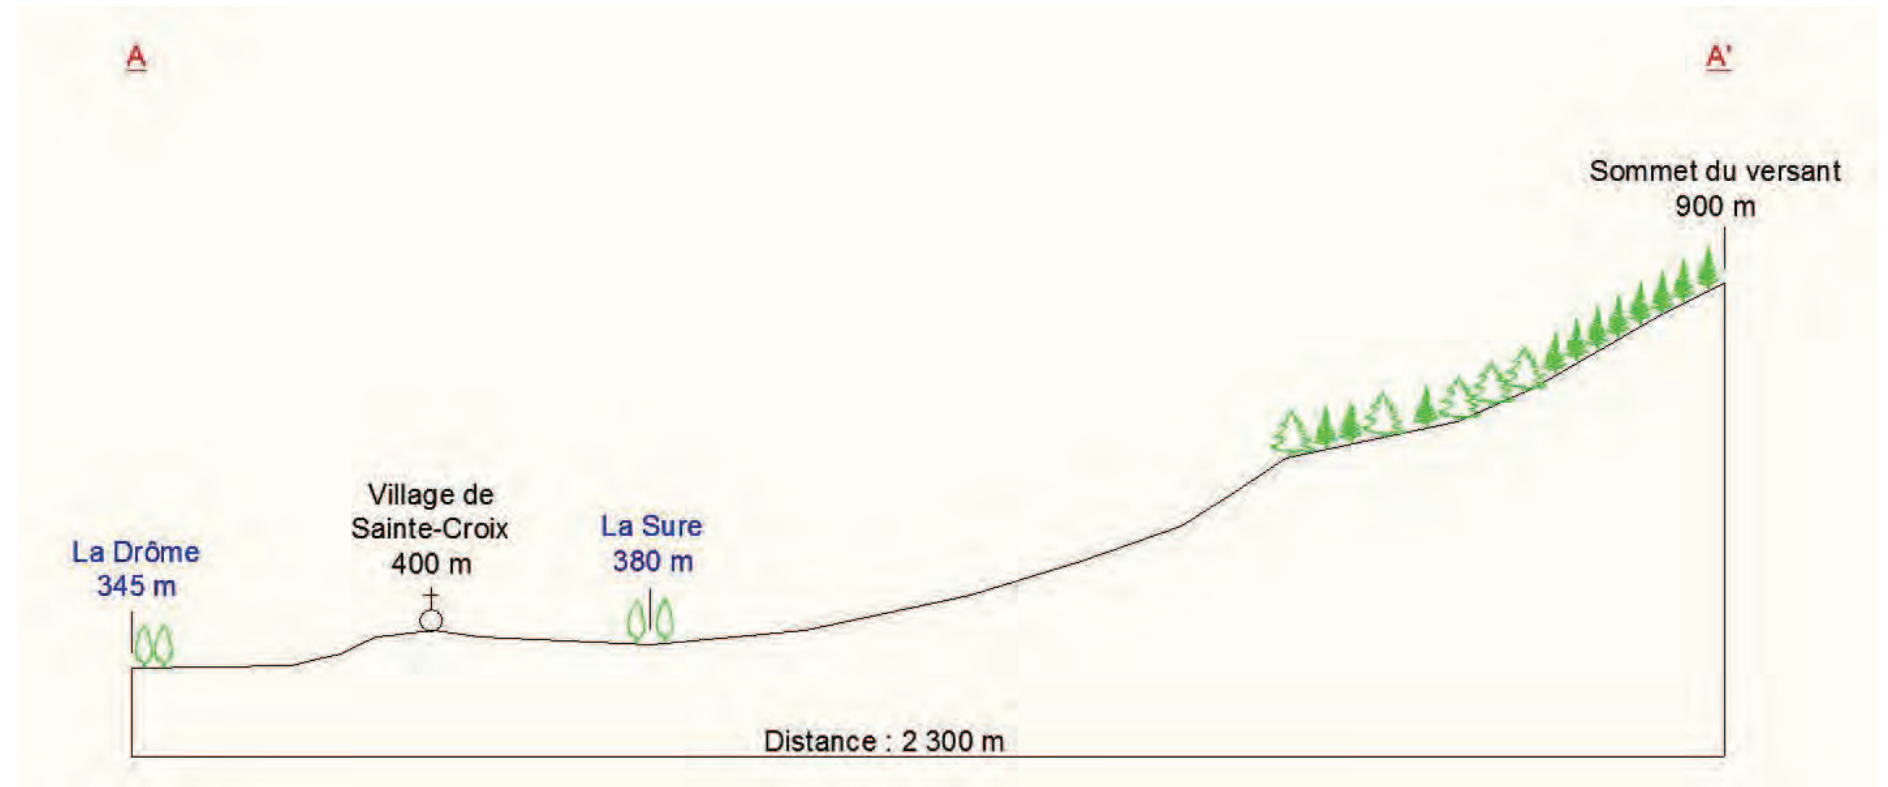 A
A'
Sommet du versant
900 m
Village de
Sainte-Croix
400 m
La Sure
380 m
La Drôme
345 m
Distance : 2 300 m